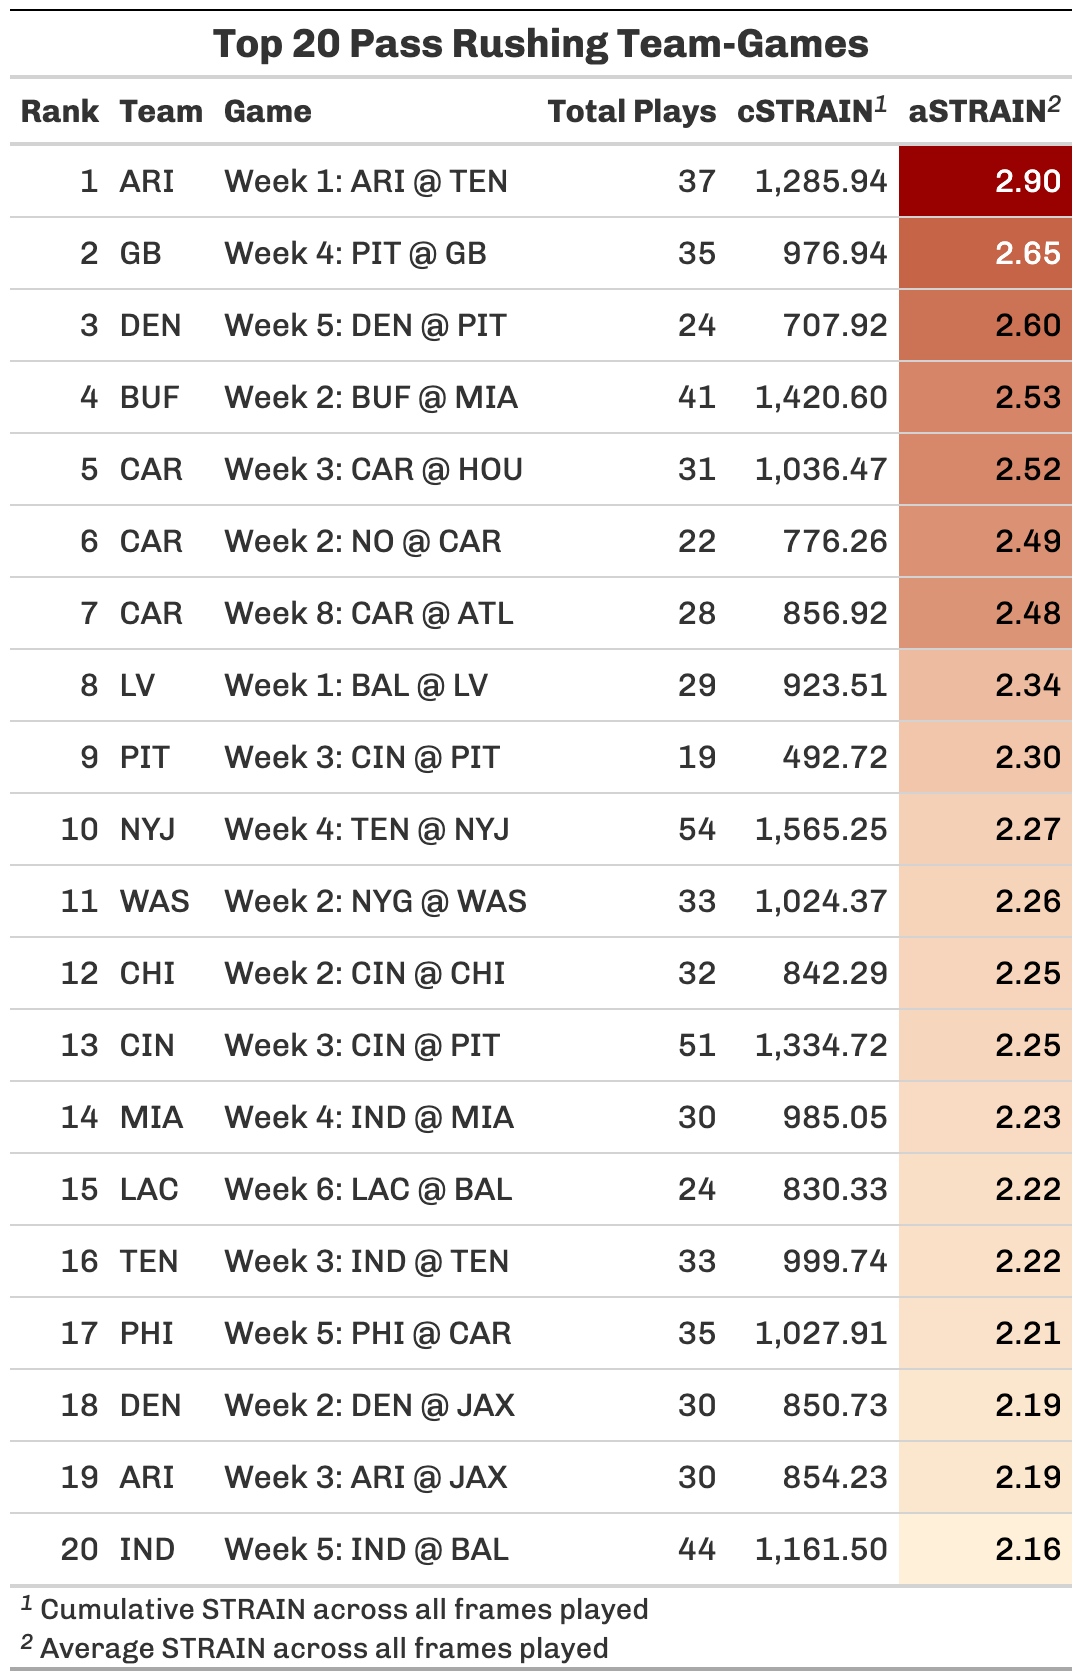 Top 20 Pass Rushing Team-Games
Rank Team Game Total Plays cSTRAIN1 aSTRAIN2
1 ARI Week 1: ARI @ TEN 37 1,285.94 2.90
2 GB Week 4: PIT @ GB 35 976.94 2.65
3 DEN Week 5: DEN @ PIT 24 707.92 2.60
4 BUF Week 2: BUF @ MIA 41 1,420.60 2.53
5 CAR Week 3: CAR @ HOU 31 1,036.47 2.52
6 CAR Week 2: NO @ CAR 22 776.26 2.49
7 CAR Week 8: CAR @ ATL 28 856.92 2.48
8 LV Week 1: BAL @ LV 29 923.51 2.34
9 PIT Week 3: CIN @ PIT 19 492.72 2.30
10 NYJ Week 4: TEN @ NYJ 54 1,565.25 2.27
11 WAS Week 2: NYG @ WAS 33 1,024.37 2.26
12 CHI Week 2: CIN @ CHI 32 842.29 2.25
13 CIN Week 3: CIN @ PIT 51 1,334.72 2.25
14 MIA Week 4: IND @ MIA 30 985.05 2.23
15 LAC Week 6: LAC @ BAL 24 830.33 2.22
16 TEN Week 3: IND @ TEN 33 999.74 2.22
17 PHI Week 5: PHI @ CAR 35 1,027.91 2.21
18 DEN Week 2: DEN @ JAX 30 850.73 2.19
19 ARI Week 3: ARI @ JAX 30 854.23 2.19
20 IND Week 5: IND @ BAL 44 1,161.50 2.16
1 Cumulative STRAIN across all frames played
2 Average STRAIN across all frames played